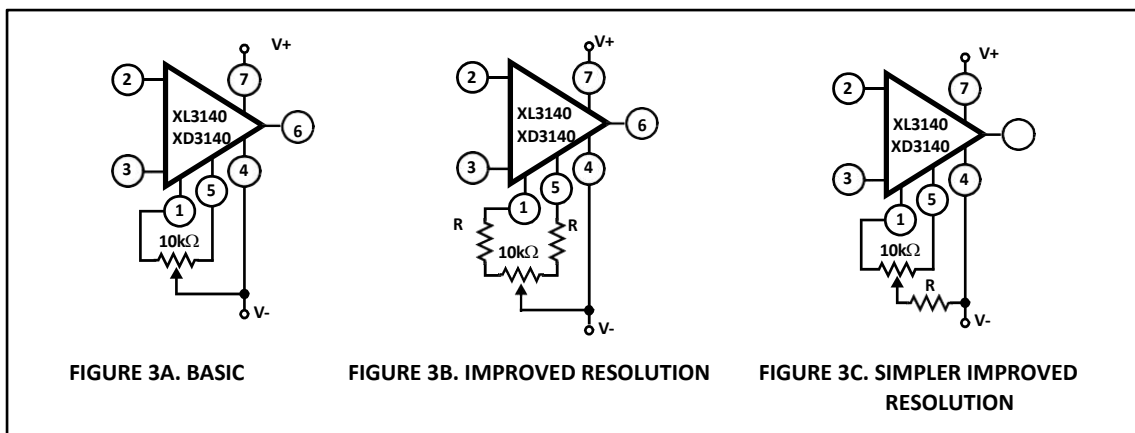 V+
2
7
XL3140
XD3140
6
3
4
5
1
10kΩ
V-
FIGURE 3A. BASIC
V+
2
7
XL3140
XD3140
6
3
4
5
1
R
R
10kΩ
V-
FIGURE 3B. IMPROVED RESOLUTION
V+
2
7
XL3140
XD3140
3
4
5
1
10kΩ
R
V-
FIGURE 3C. SIMPLER IMPROVED
RESOLUTION